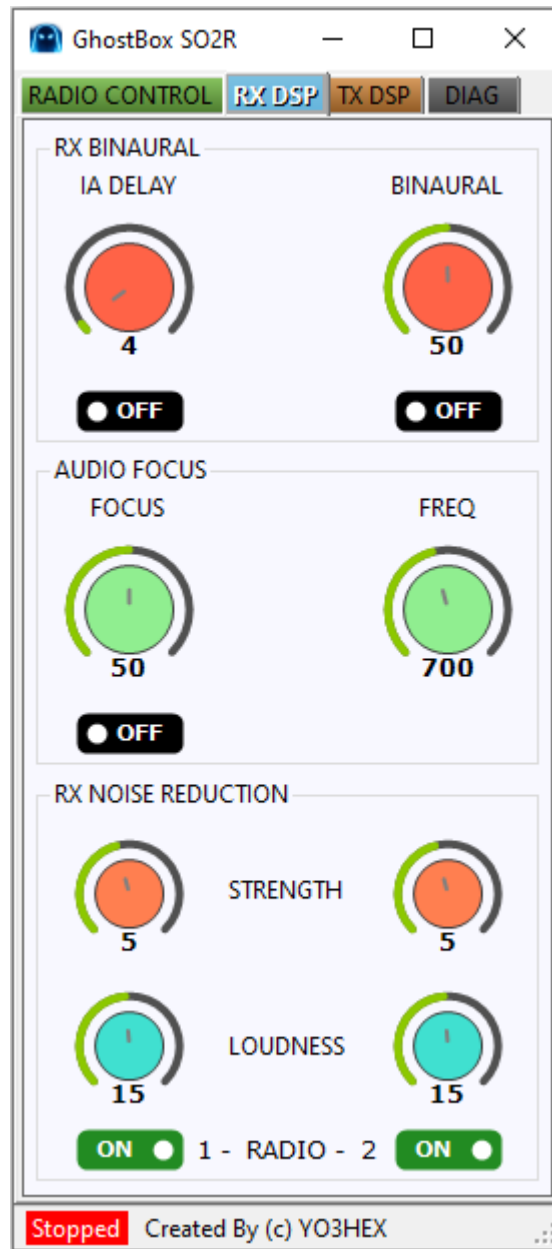 GhostBox SO2R
RADIO CONTROL RX DSP TX DSP DIAG
RX BINAURAL
IA DELAY BINAURAL
4 50
OFF OFF
AUDIO FOCUS
FOCUS FREQ
50 700
OFF
RX NOISE REDUCTION
STRENGTH
5 5
LOUDNESS
15 15
ON 1 - RADIO - 2 ON
Stopped Created By (c) YO3HEX